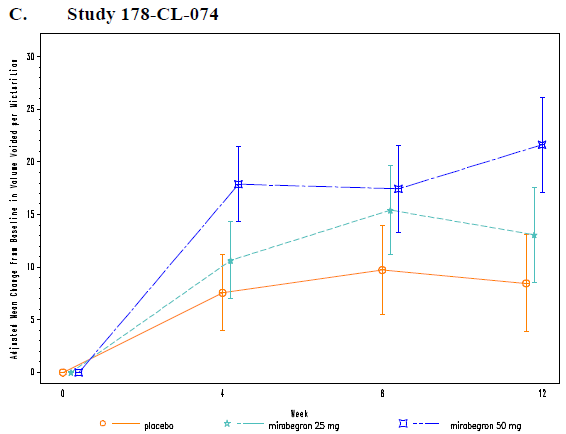 C. Study 178-CL-074
Adjusted Mean Change from Baseline in Volume Voided per Micturition
30
25
20
15
10
5
0
0 4 8 12
Week
placebo mirabegron 25 mg mirabegron 50 mg